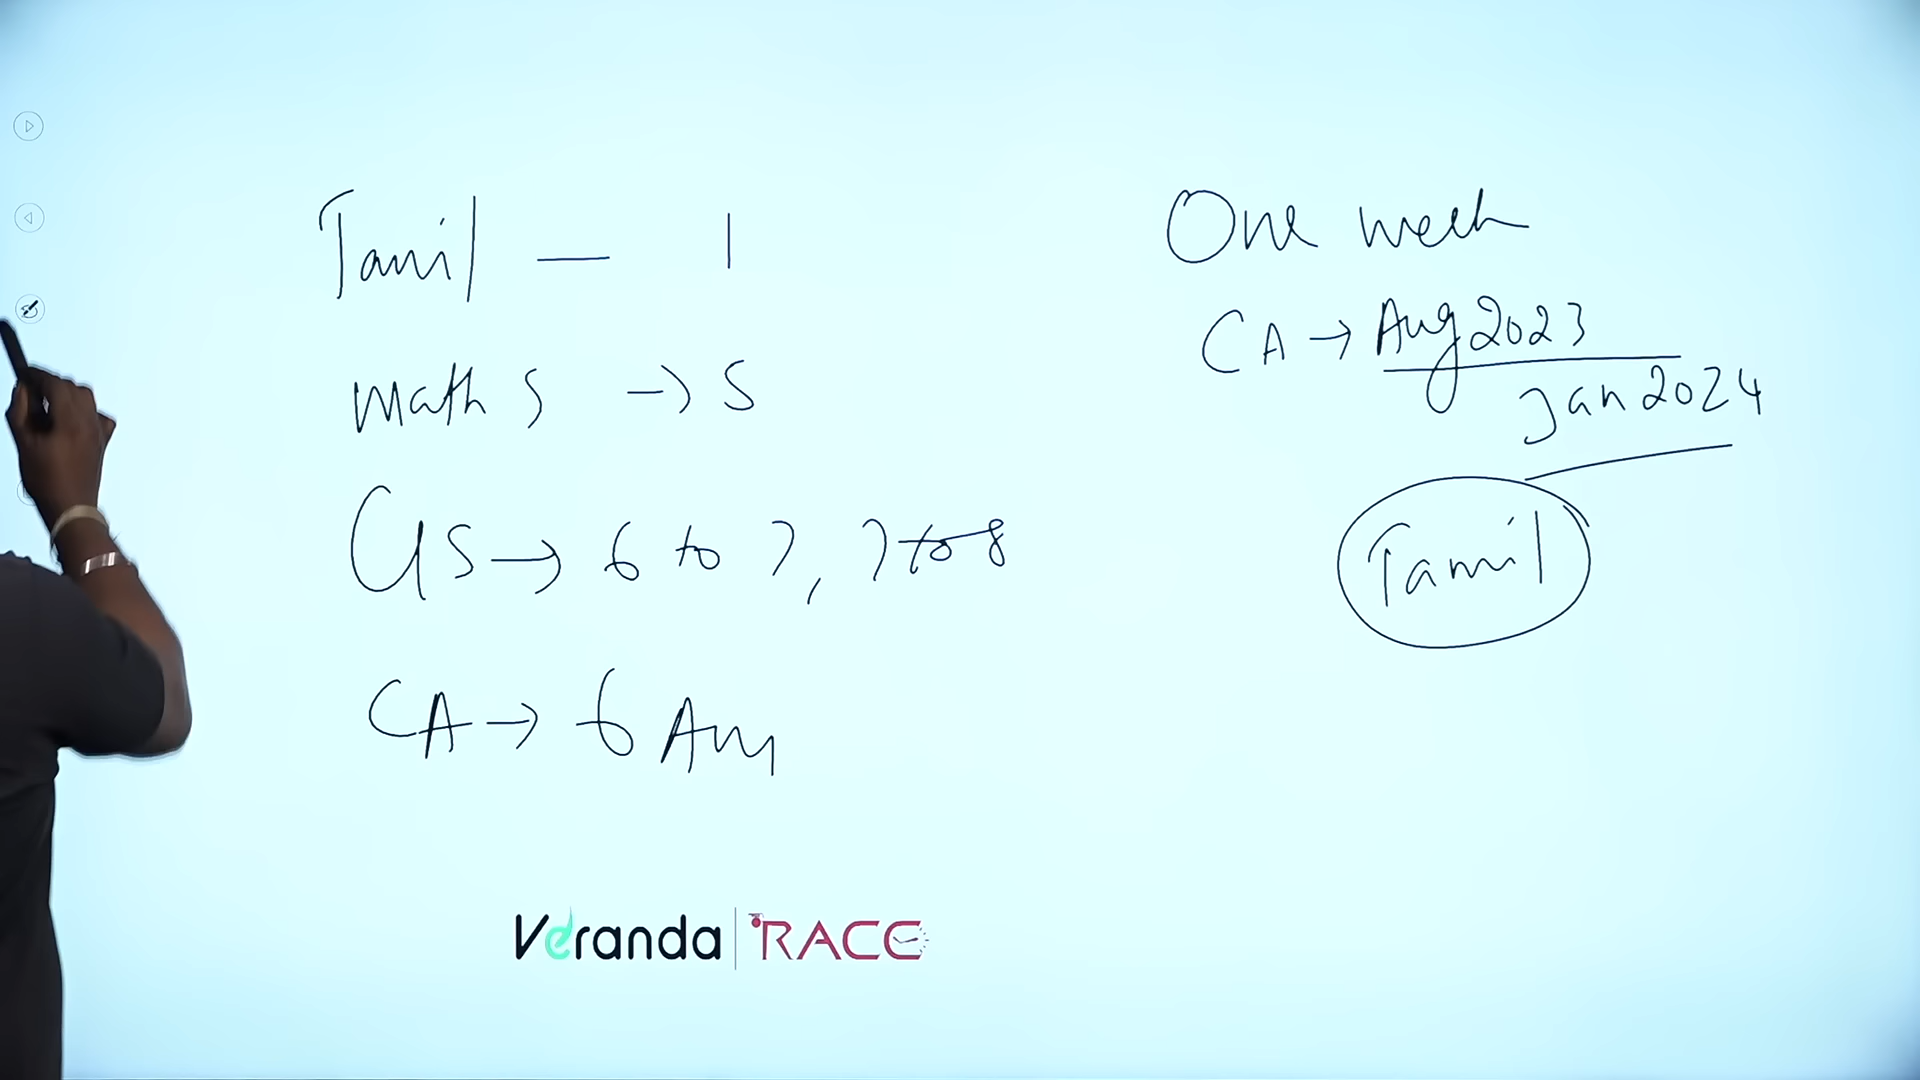 Tamil — 1
Maths → 5
GS → 6 to 7, 7 to 8
CA → 6 Am
One week
CA → Aug 2023
Jan 2024
Tamil
Veranda | RACE